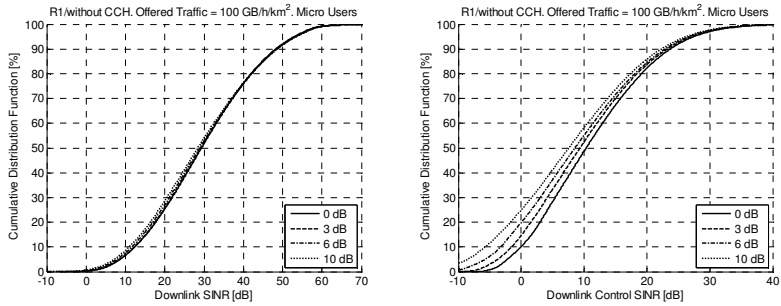 R1/without CCH. Offered Traffic = 100 GB/h/km². Micro Users
Cumulative Distribution Function [%]
100
90
80
70
60
50
40
30
20
10
0
-10 0 10 20 30 40 50 60 70
Downlink SINR [dB]
0 dB
3 dB
6 dB
10 dB
R1/without CCH. Offered Traffic = 100 GB/h/km². Micro Users
Cumulative Distribution Function [%]
100
90
80
70
60
50
40
30
20
10
0
-10 0 10 20 30 40
Downlink Control SINR [dB]
0 dB
3 dB
6 dB
10 dB